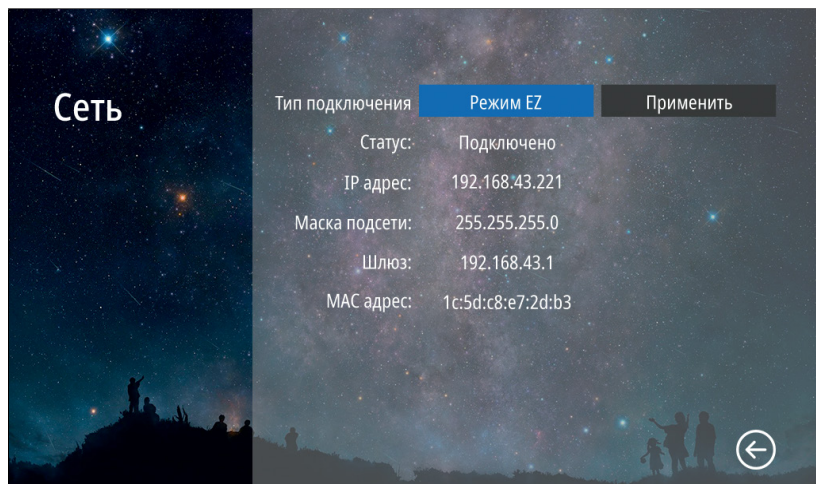 Сеть
Тип подключения Режим EZ Применить
Статус: Подключено
IP адрес: 192.168.43.221
Маска подсети: 255.255.255.0
Шлюз: 192.168.43.1
MAC адрес: 1c:5d:c8:e7:2d:b3